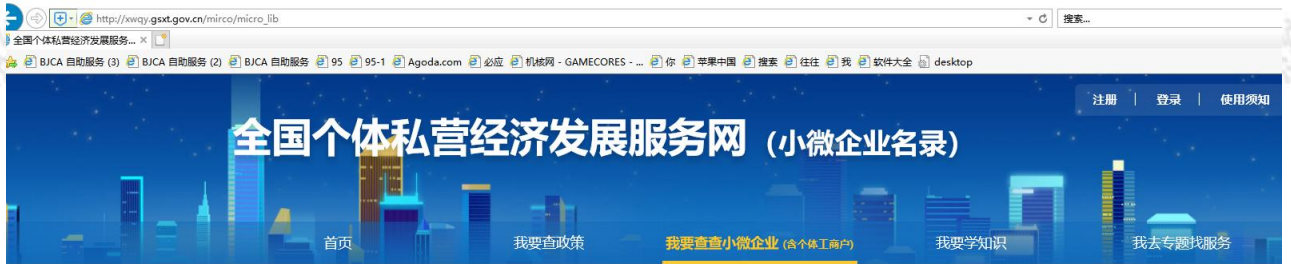 http://xwqy.gsxt.gov.cn/mirco/micro_lib 搜索...
全国个体私营经济发展服务... ×
BJCA 自助服务 (3) BJCA 自助服务 (2) BJCA 自助服务 95 95-1 Agoda.com 必应 机核网 - GAMECORES - ... 你 苹果中国 搜索 往往 我 软件大全 desktop
注册 | 登录 | 使用须知
全国个体私营经济发展服务网 (小微企业名录)
首页 我要查政策 我要查查小微企业 (含个体工商户) 我要学知识 我去专题找服务